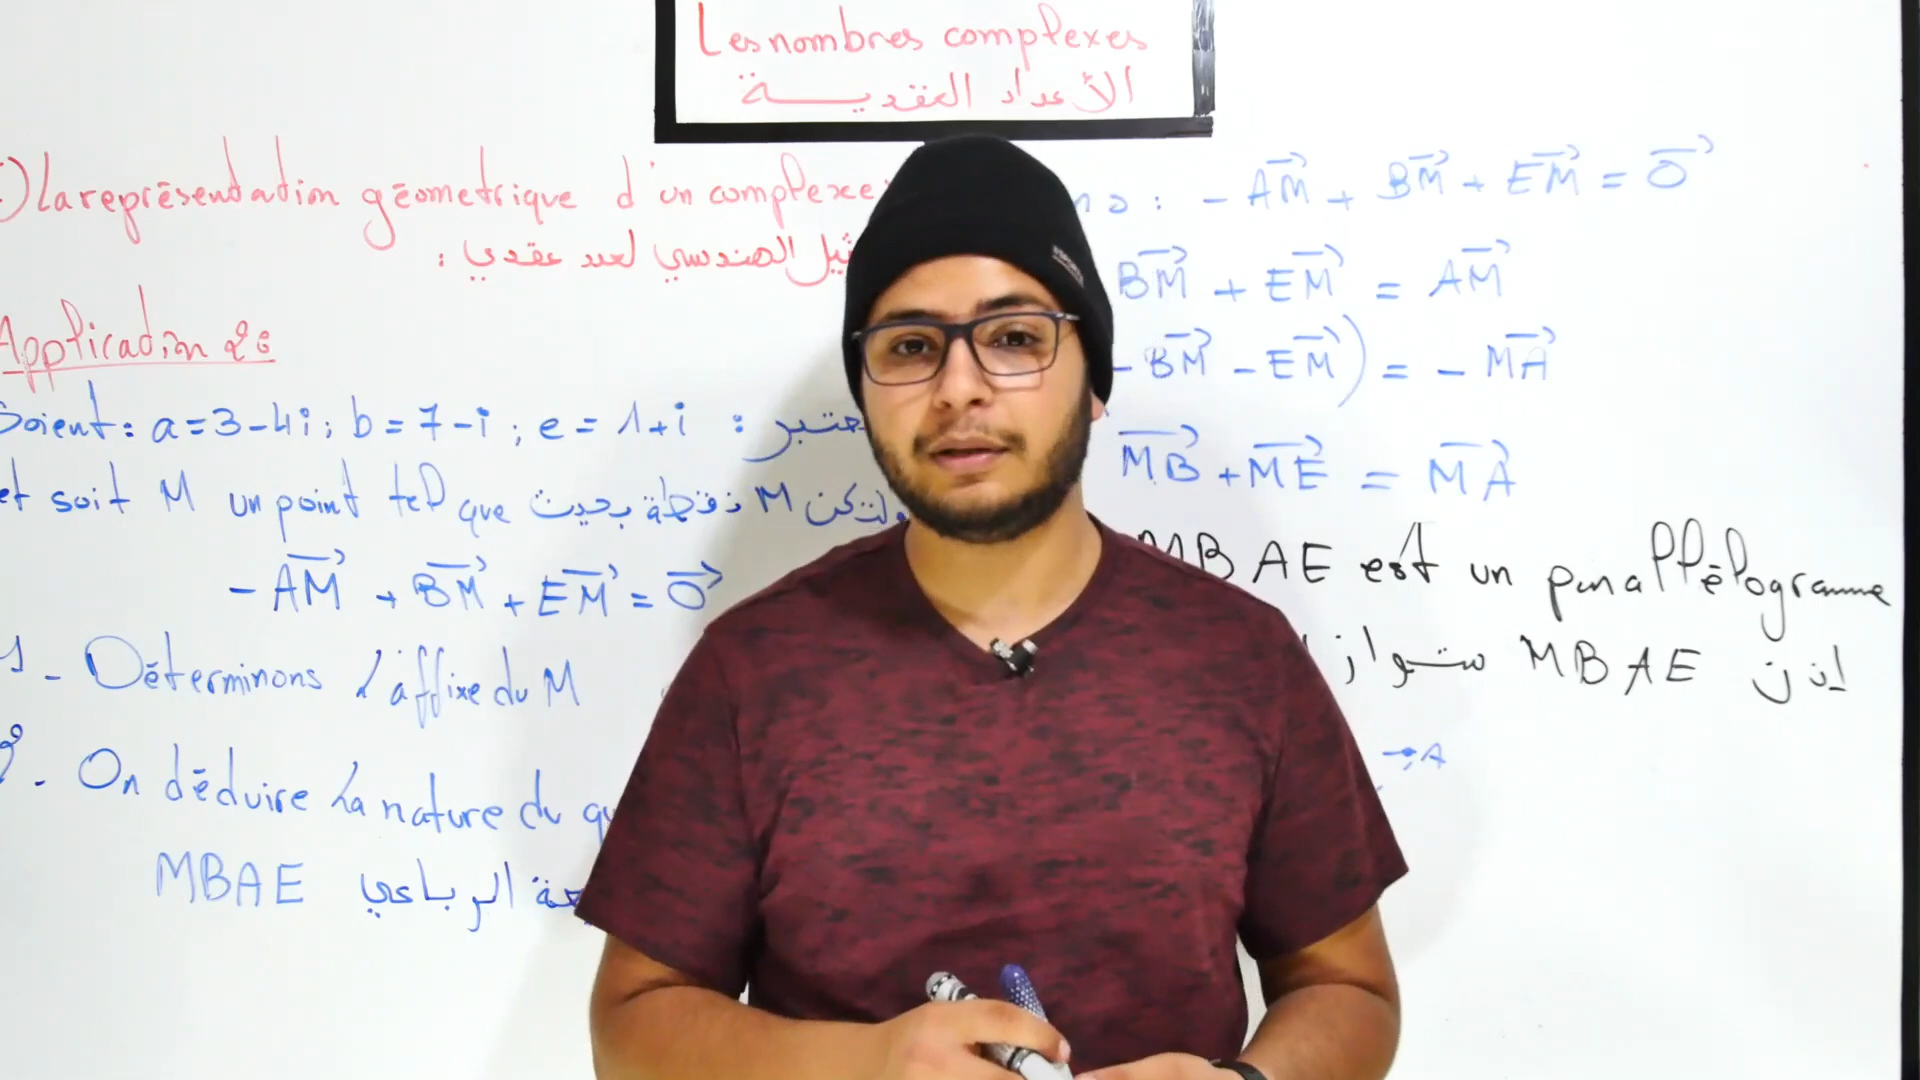 Les nombres complexes
الأعداد العقدية
) la représentation géometrique d'un complexe:
الهندسي لعدد عقدي :
Application 2:
Soient: a=3-4i; b=7-i; e=1+i :
et soit M un point tel que ولتكن M نقطة بحيث
-AM + BM + EM = 0
1- Déterminons l'affixe du M
2- On déduire la nature du
MBAE الرباعي
: -AM + BM + EM = 0
BM + EM = AM
-BM - EM) = -MA
MB + ME = MA
MBAE est un parallélogramme
إذن MBAE
→A